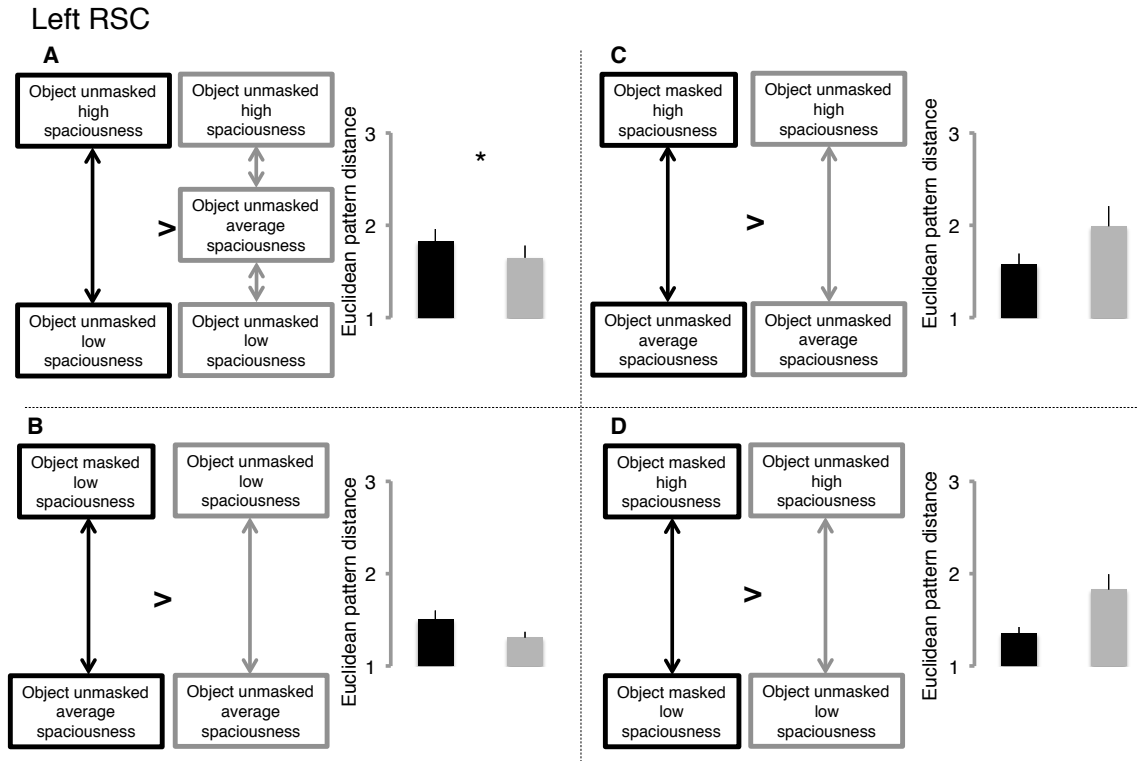 Left RSC
A
Object unmasked
high
spaciousness
Object unmasked
high
spaciousness
>
Object unmasked
average
spaciousness
Object unmasked
low
spaciousness
Object unmasked
low
spaciousness
Euclidean pattern distance
3
2
1
*
C
Object masked
high
spaciousness
Object unmasked
high
spaciousness
>
Object unmasked
average
spaciousness
Object unmasked
average
spaciousness
Euclidean pattern distance
3
2
1
B
Object masked
low
spaciousness
Object unmasked
low
spaciousness
>
Object unmasked
average
spaciousness
Object unmasked
average
spaciousness
Euclidean pattern distance
3
2
1
D
Object masked
high
spaciousness
Object unmasked
high
spaciousness
>
Object masked
low
spaciousness
Object unmasked
low
spaciousness
Euclidean pattern distance
3
2
1